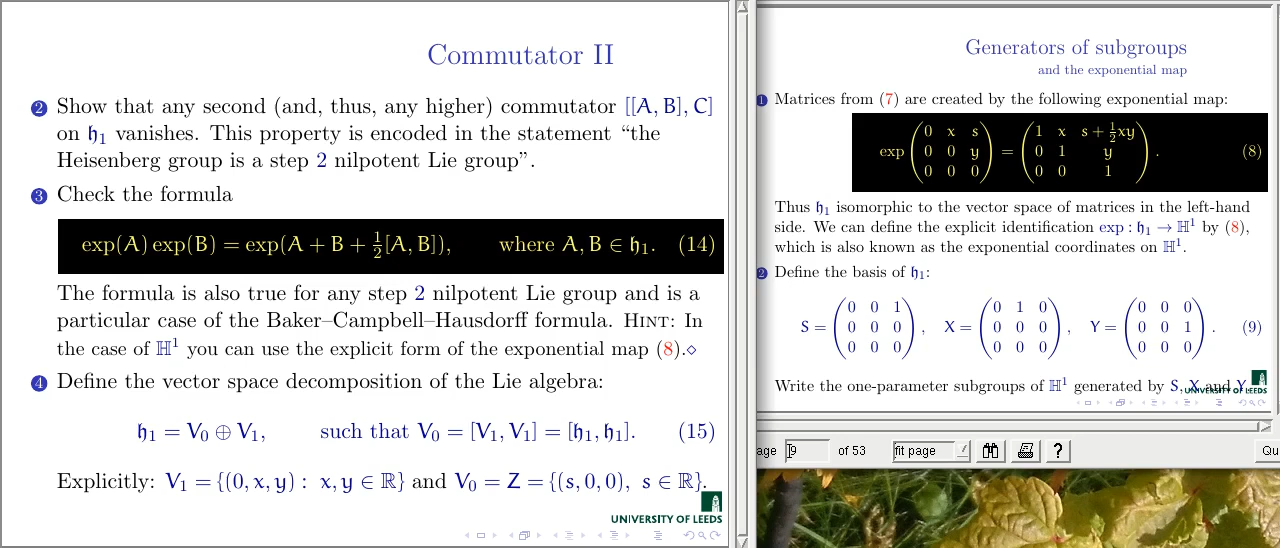 Commutator II
2 Show that any second (and, thus, any higher) commutator [[A, B], C]
on 𝔥₁ vanishes. This property is encoded in the statement “the
Heisenberg group is a step 2 nilpotent Lie group”.
3 Check the formula
exp(A) exp(B) = exp(A + B + ½[A, B]), where A, B ∈ 𝔥₁. (14)
The formula is also true for any step 2 nilpotent Lie group and is a
particular case of the Baker–Campbell–Hausdorff formula. HINT: In
the case of ℍ¹ you can use the explicit form of the exponential map (8).⋄
4 Define the vector space decomposition of the Lie algebra:
𝔥₁ = V₀ ⊕ V₁, such that V₀ = [V₁, V₁] = [𝔥₁, 𝔥₁]. (15)
Explicitly: V₁ = {(0, x, y) : x, y ∈ ℝ} and V₀ = Z = {(s, 0, 0), s ∈ ℝ}.
UNIVERSITY OF LEEDS
Generators of subgroups
and the exponential map
1 Matrices from (7) are created by the following exponential map:
0 x s 1 x s + ½xy
exp 0 0 y = 0 1 y . (8)
0 0 0 0 0 1
Thus 𝔥₁ isomorphic to the vector space of matrices in the left-hand
side. We can define the explicit identification exp : 𝔥₁ → ℍ¹ by (8),
which is also known as the exponential coordinates on ℍ¹.
2 Define the basis of 𝔥₁:
0 0 1 0 1 0 0 0 0
S = 0 0 0 , X = 0 0 0 , Y = 0 0 1 . (9)
0 0 0 0 0 0 0 0 0
Write the one-parameter subgroups of ℍ¹ generated by S, X and Y.
UNIVERSITY OF LEEDS
age 9 of 53 fit page ? Qu